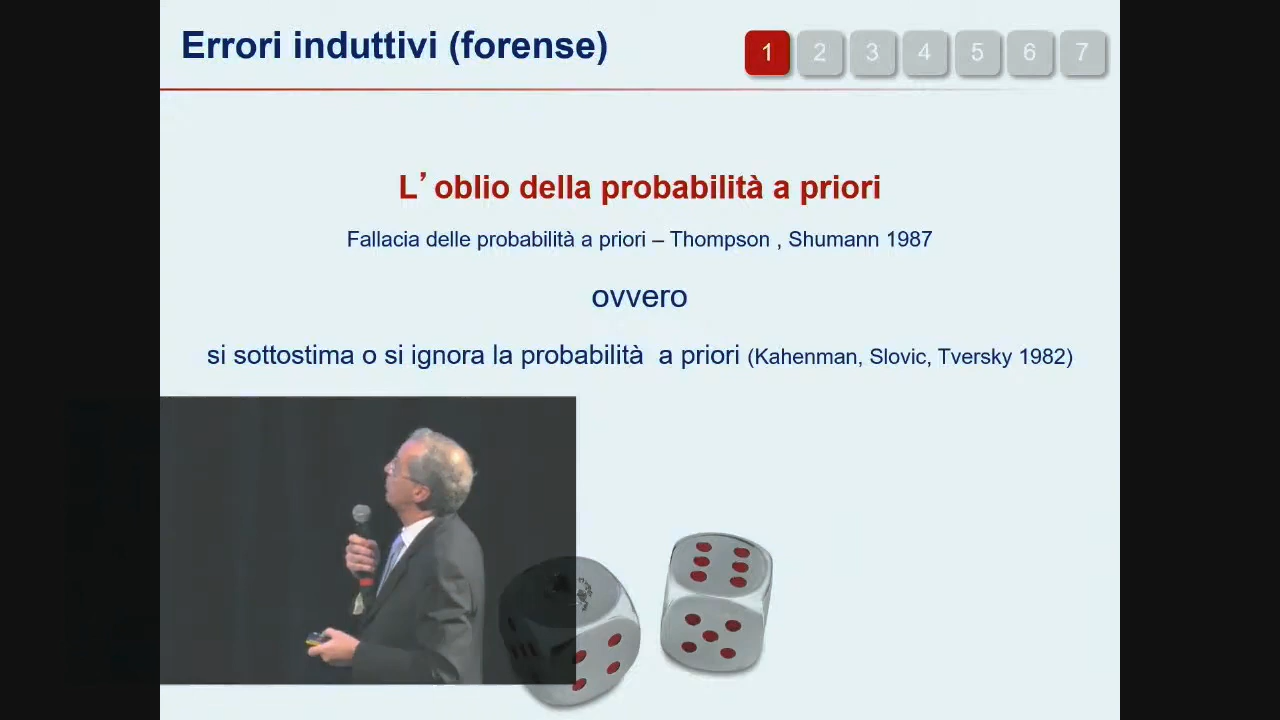 Errori induttivi (forense)
1 2 3 4 5 6 7
L’ oblio della probabilità a priori
Fallacia delle probabilità a priori – Thompson , Shumann 1987
ovvero
si sottostima o si ignora la probabilità a priori (Kahenman, Slovic, Tversky 1982)